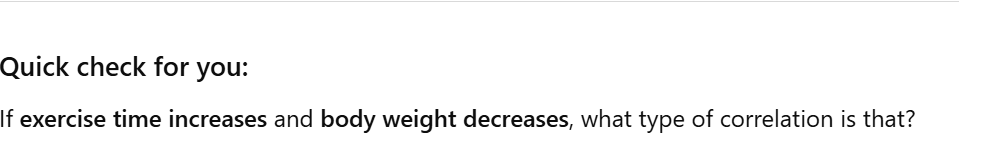 Quick check for you:
If exercise time increases and body weight decreases, what type of correlation is that?